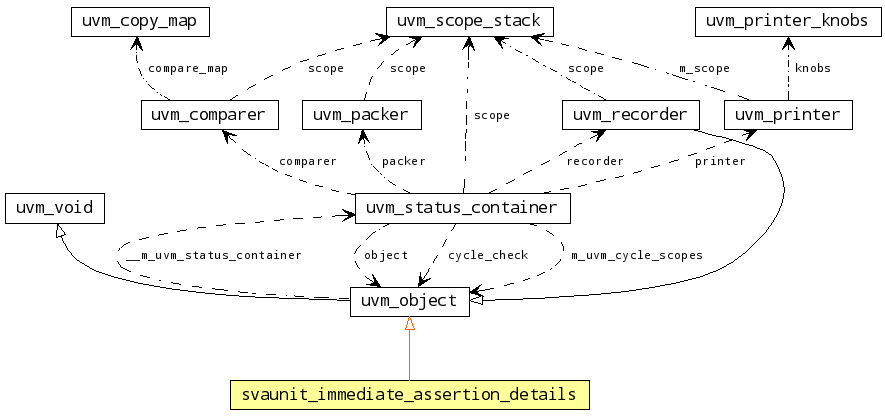 uvm_copy_map
uvm_scope_stack
uvm_printer_knobs
compare_map
scope
scope
scope
m_scope
knobs
uvm_comparer
uvm_packer
scope
uvm_recorder
uvm_printer
comparer
packer
recorder
printer
uvm_void
uvm_status_container
__m_uvm_status_container
object
cycle_check
m_uvm_cycle_scopes
uvm_object
svaunit_immediate_assertion_details